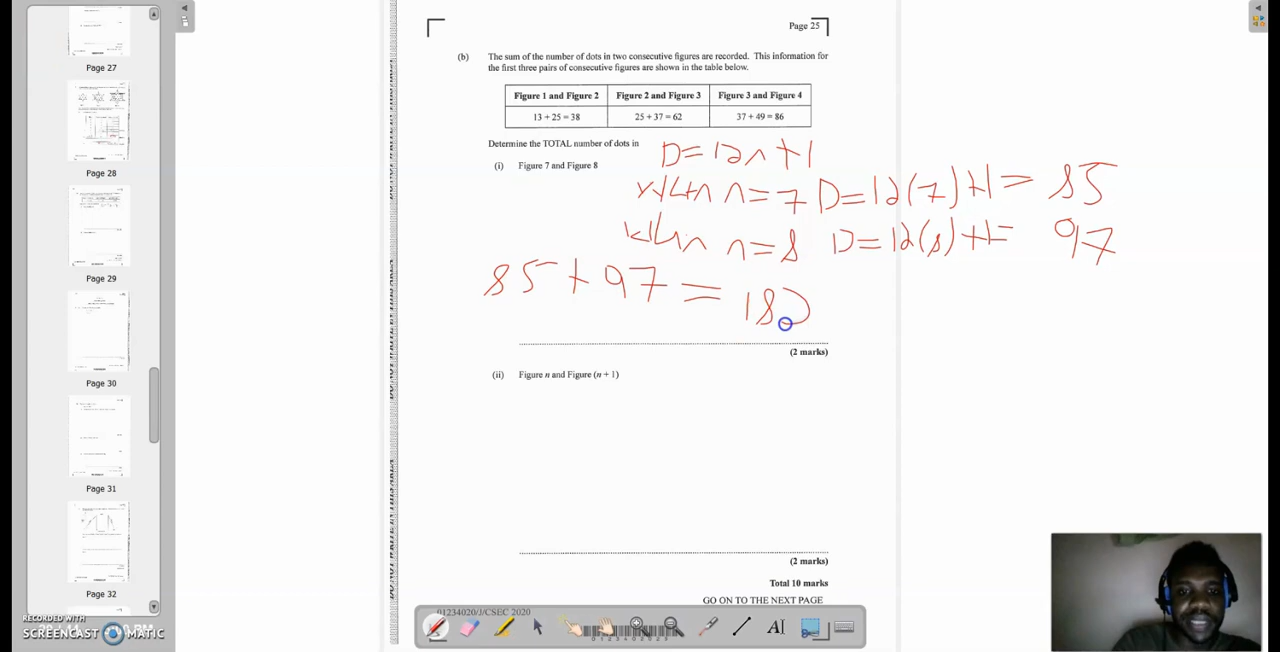 Page 25
(b) The sum of the number of dots in two consecutive figures are recorded. This information for
the first three pairs of consecutive figures are shown in the table below.
Figure 1 and Figure 2 Figure 2 and Figure 3 Figure 3 and Figure 4
13 + 25 = 38 25 + 37 = 62 37 + 49 = 86
Determine the TOTAL number of dots in
D=12n+1
(i) Figure 7 and Figure 8
n=7 D=12(7)+1= 85
n=8 D=12(8)+1= 97
85+97=182
(2 marks)
(ii) Figure n and Figure (n + 1)
(2 marks)
Total 10 marks
GO ON TO THE NEXT PAGE
01234020/J/CSEC 2020
Page 27
Page 28
Page 29
Page 30
Page 31
Page 32
RECORDED WITH
SCREENCAST MATIC